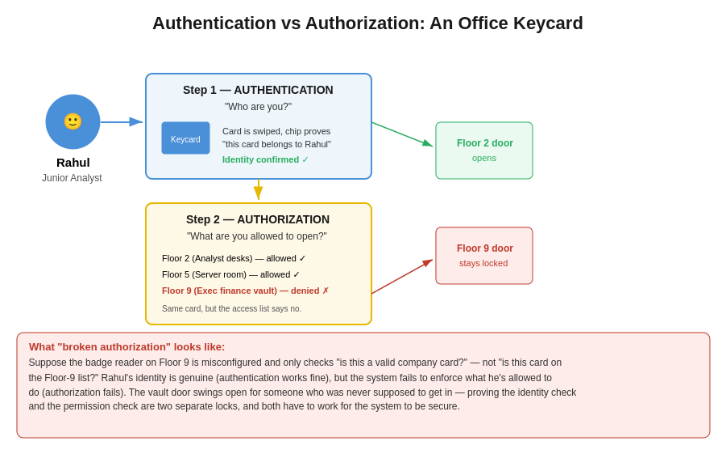 Authentication vs Authorization: An Office Keycard
Step 1 — AUTHENTICATION
"Who are you?"
Keycard
Card is swiped, chip proves
"this card belongs to Rahul"
Identity confirmed ✓
Rahul
Junior Analyst
Floor 2 door
opens
Step 2 — AUTHORIZATION
"What are you allowed to open?"
Floor 2 (Analyst desks) — allowed ✓
Floor 5 (Server room) — allowed ✓
Floor 9 (Exec finance vault) — denied ✗
Same card, but the access list says no.
Floor 9 door
stays locked
What "broken authorization" looks like:
Suppose the badge reader on Floor 9 is misconfigured and only checks "is this a valid company card?" — not "is this card on
the Floor-9 list?" Rahul's identity is genuine (authentication works fine), but the system fails to enforce what he's allowed to
do (authorization fails). The vault door swings open for someone who was never supposed to get in — proving the identity check
and the permission check are two separate locks, and both have to work for the system to be secure.